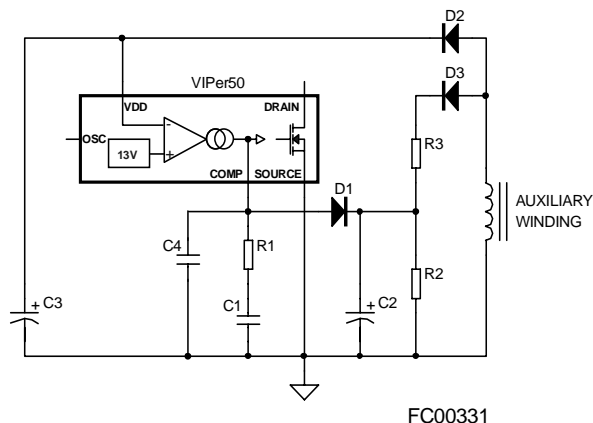 D2
VIPer50
D3
VDD
DRAIN
-
OSC
13V
+
R3
COMP SOURCE
D1
AUXILIARY
WINDING
C4
R1
R2
+
C3
C1
+
C2
FC00331